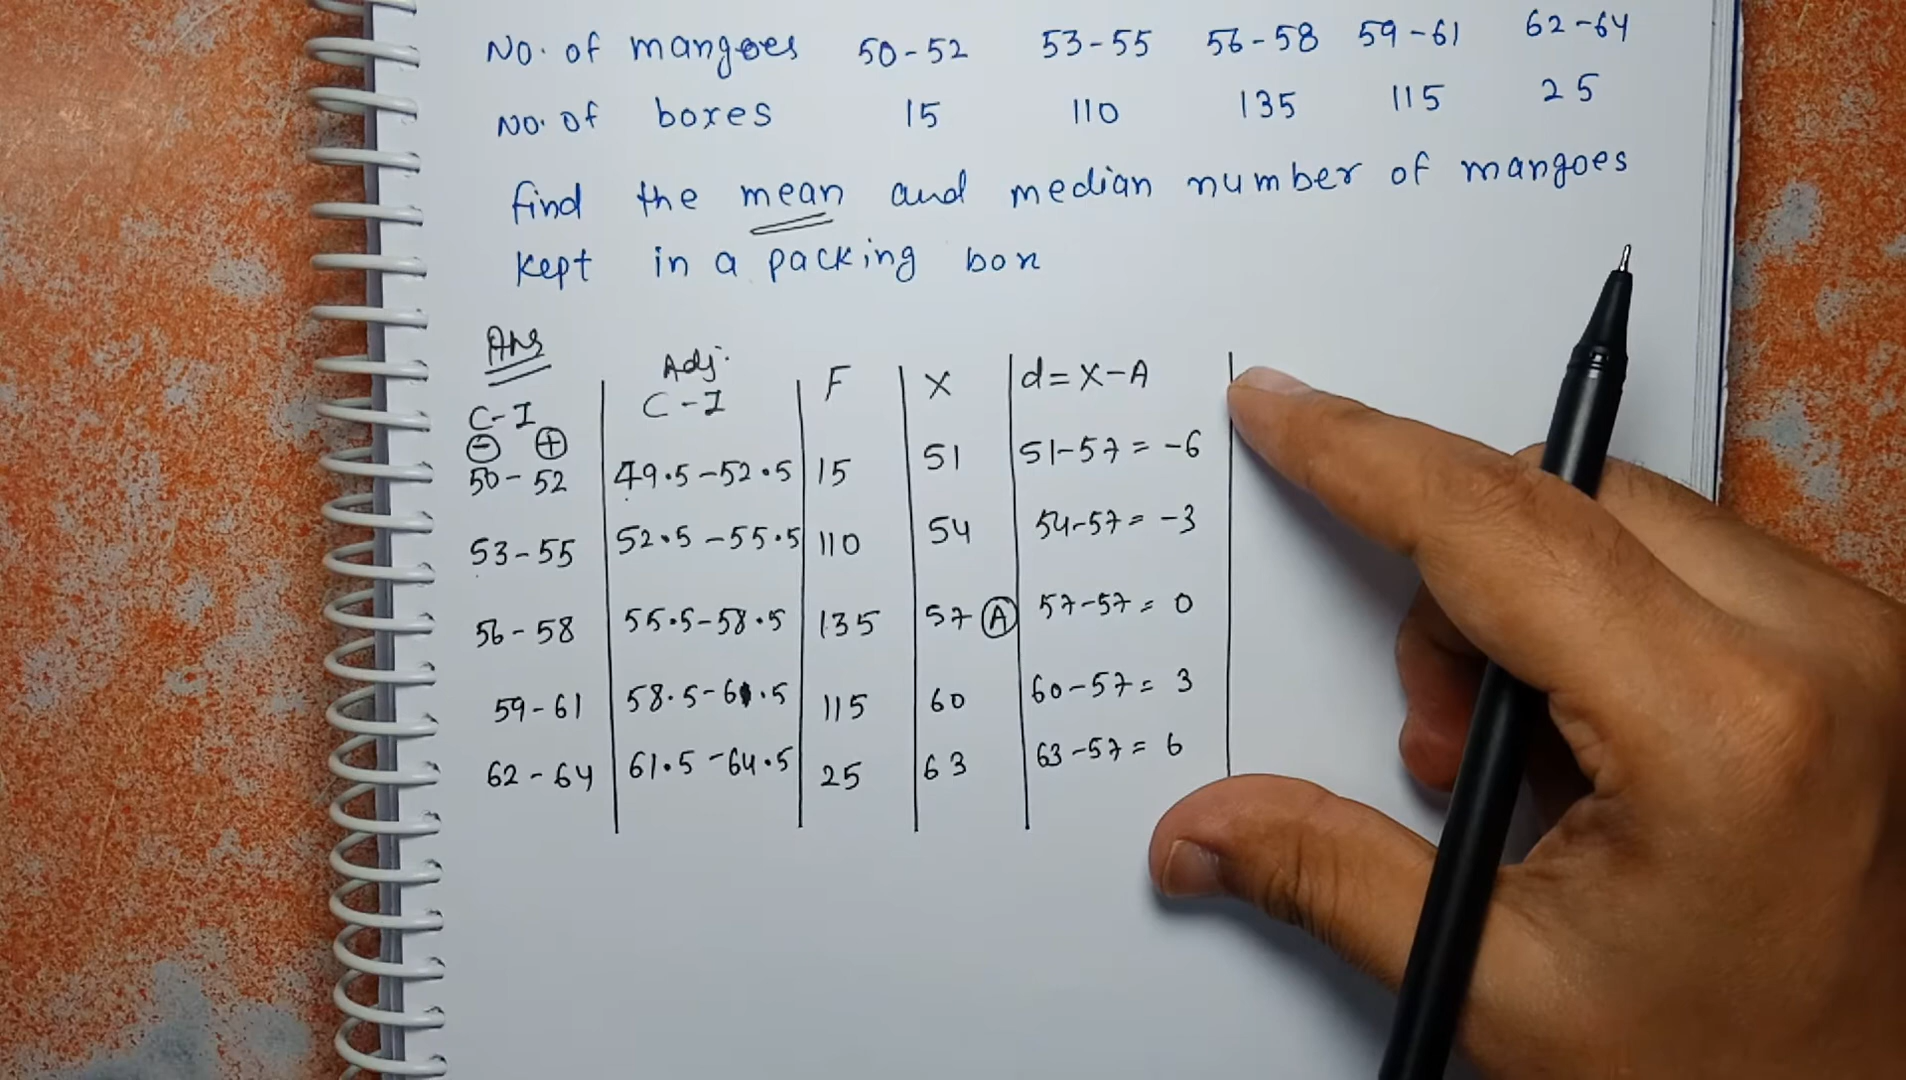 No. of mangoes 50-52 53-55 56-58 59-61 62-64
No. of boxes 15 110 135 115 25
find the mean and median number of mangoes
kept in a packing box
Ans
C-I Adj. C-I F X d=X-A
⊖ ⊕
50-52 49.5-52.5 15 51 51-57= -6
53-55 52.5-55.5 110 54 54-57= -3
56-58 55.5-58.5 135 57 Ⓐ 57-57= 0
59-61 58.5-61.5 115 60 60-57= 3
62-64 61.5-64.5 25 63 63-57= 6